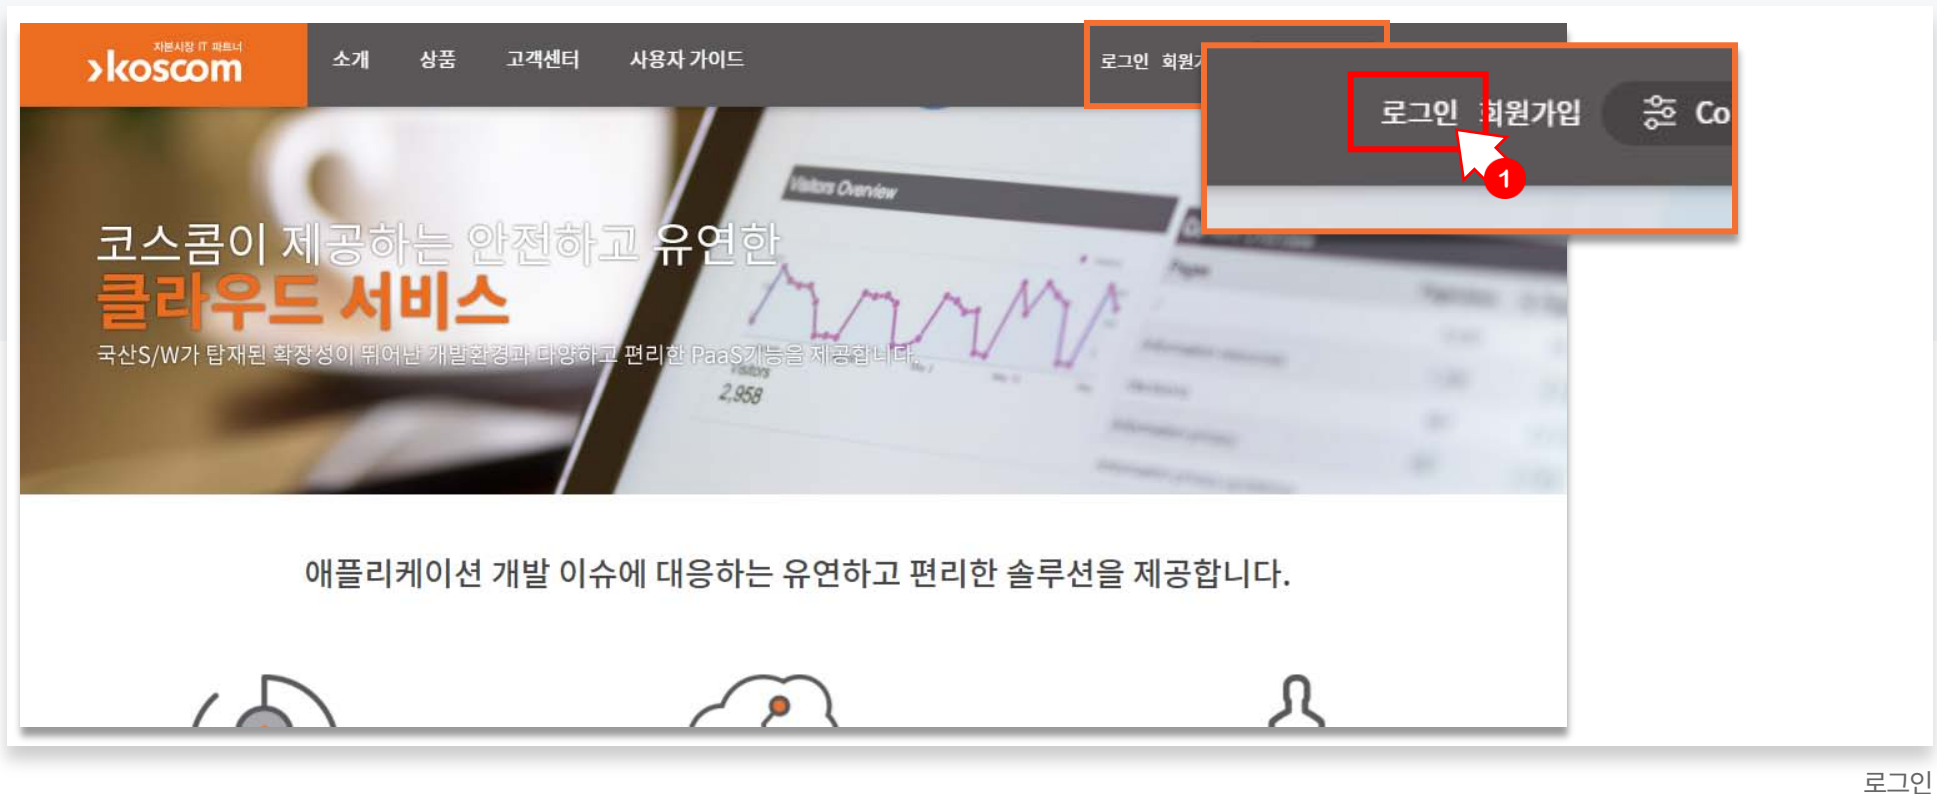 자본시장 IT 파트너
koscom
소개 상품 고객센터 사용자 가이드
로그인 회원가
로그인 회원가입 Co
1
코스콤이 제공하는 안전하고 유연한
클라우드 서비스
국산S/W가 탑재된 확장성이 뛰어난 개발환경과 다양하고 편리한 PaaS기능을 제공합니다.
Visitors Overview
Pages
Visitors
2,958
애플리케이션 개발 이슈에 대응하는 유연하고 편리한 솔루션을 제공합니다.
로그인